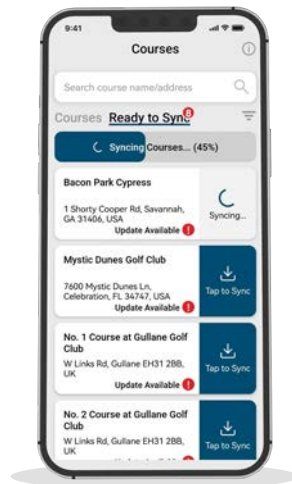 9:41
Courses
Search course name/address
Courses Ready to Sync 8
Syncing Courses... (45%)
Bacon Park Cypress
1 Shorty Cooper Rd, Savannah,
GA 31406, USA
Update Available
Syncing...
Mystic Dunes Golf Club
7600 Mystic Dunes Ln,
Celebration, FL 34747, USA
Update Available
Tap to Sync
No. 1 Course at Gullane Golf
Club
W Links Rd, Gullane EH31 2BB,
UK
Update Available
Tap to Sync
No. 2 Course at Gullane Golf
Club
W Links Rd, Gullane EH31 2BB,
UK
Tap to Sync